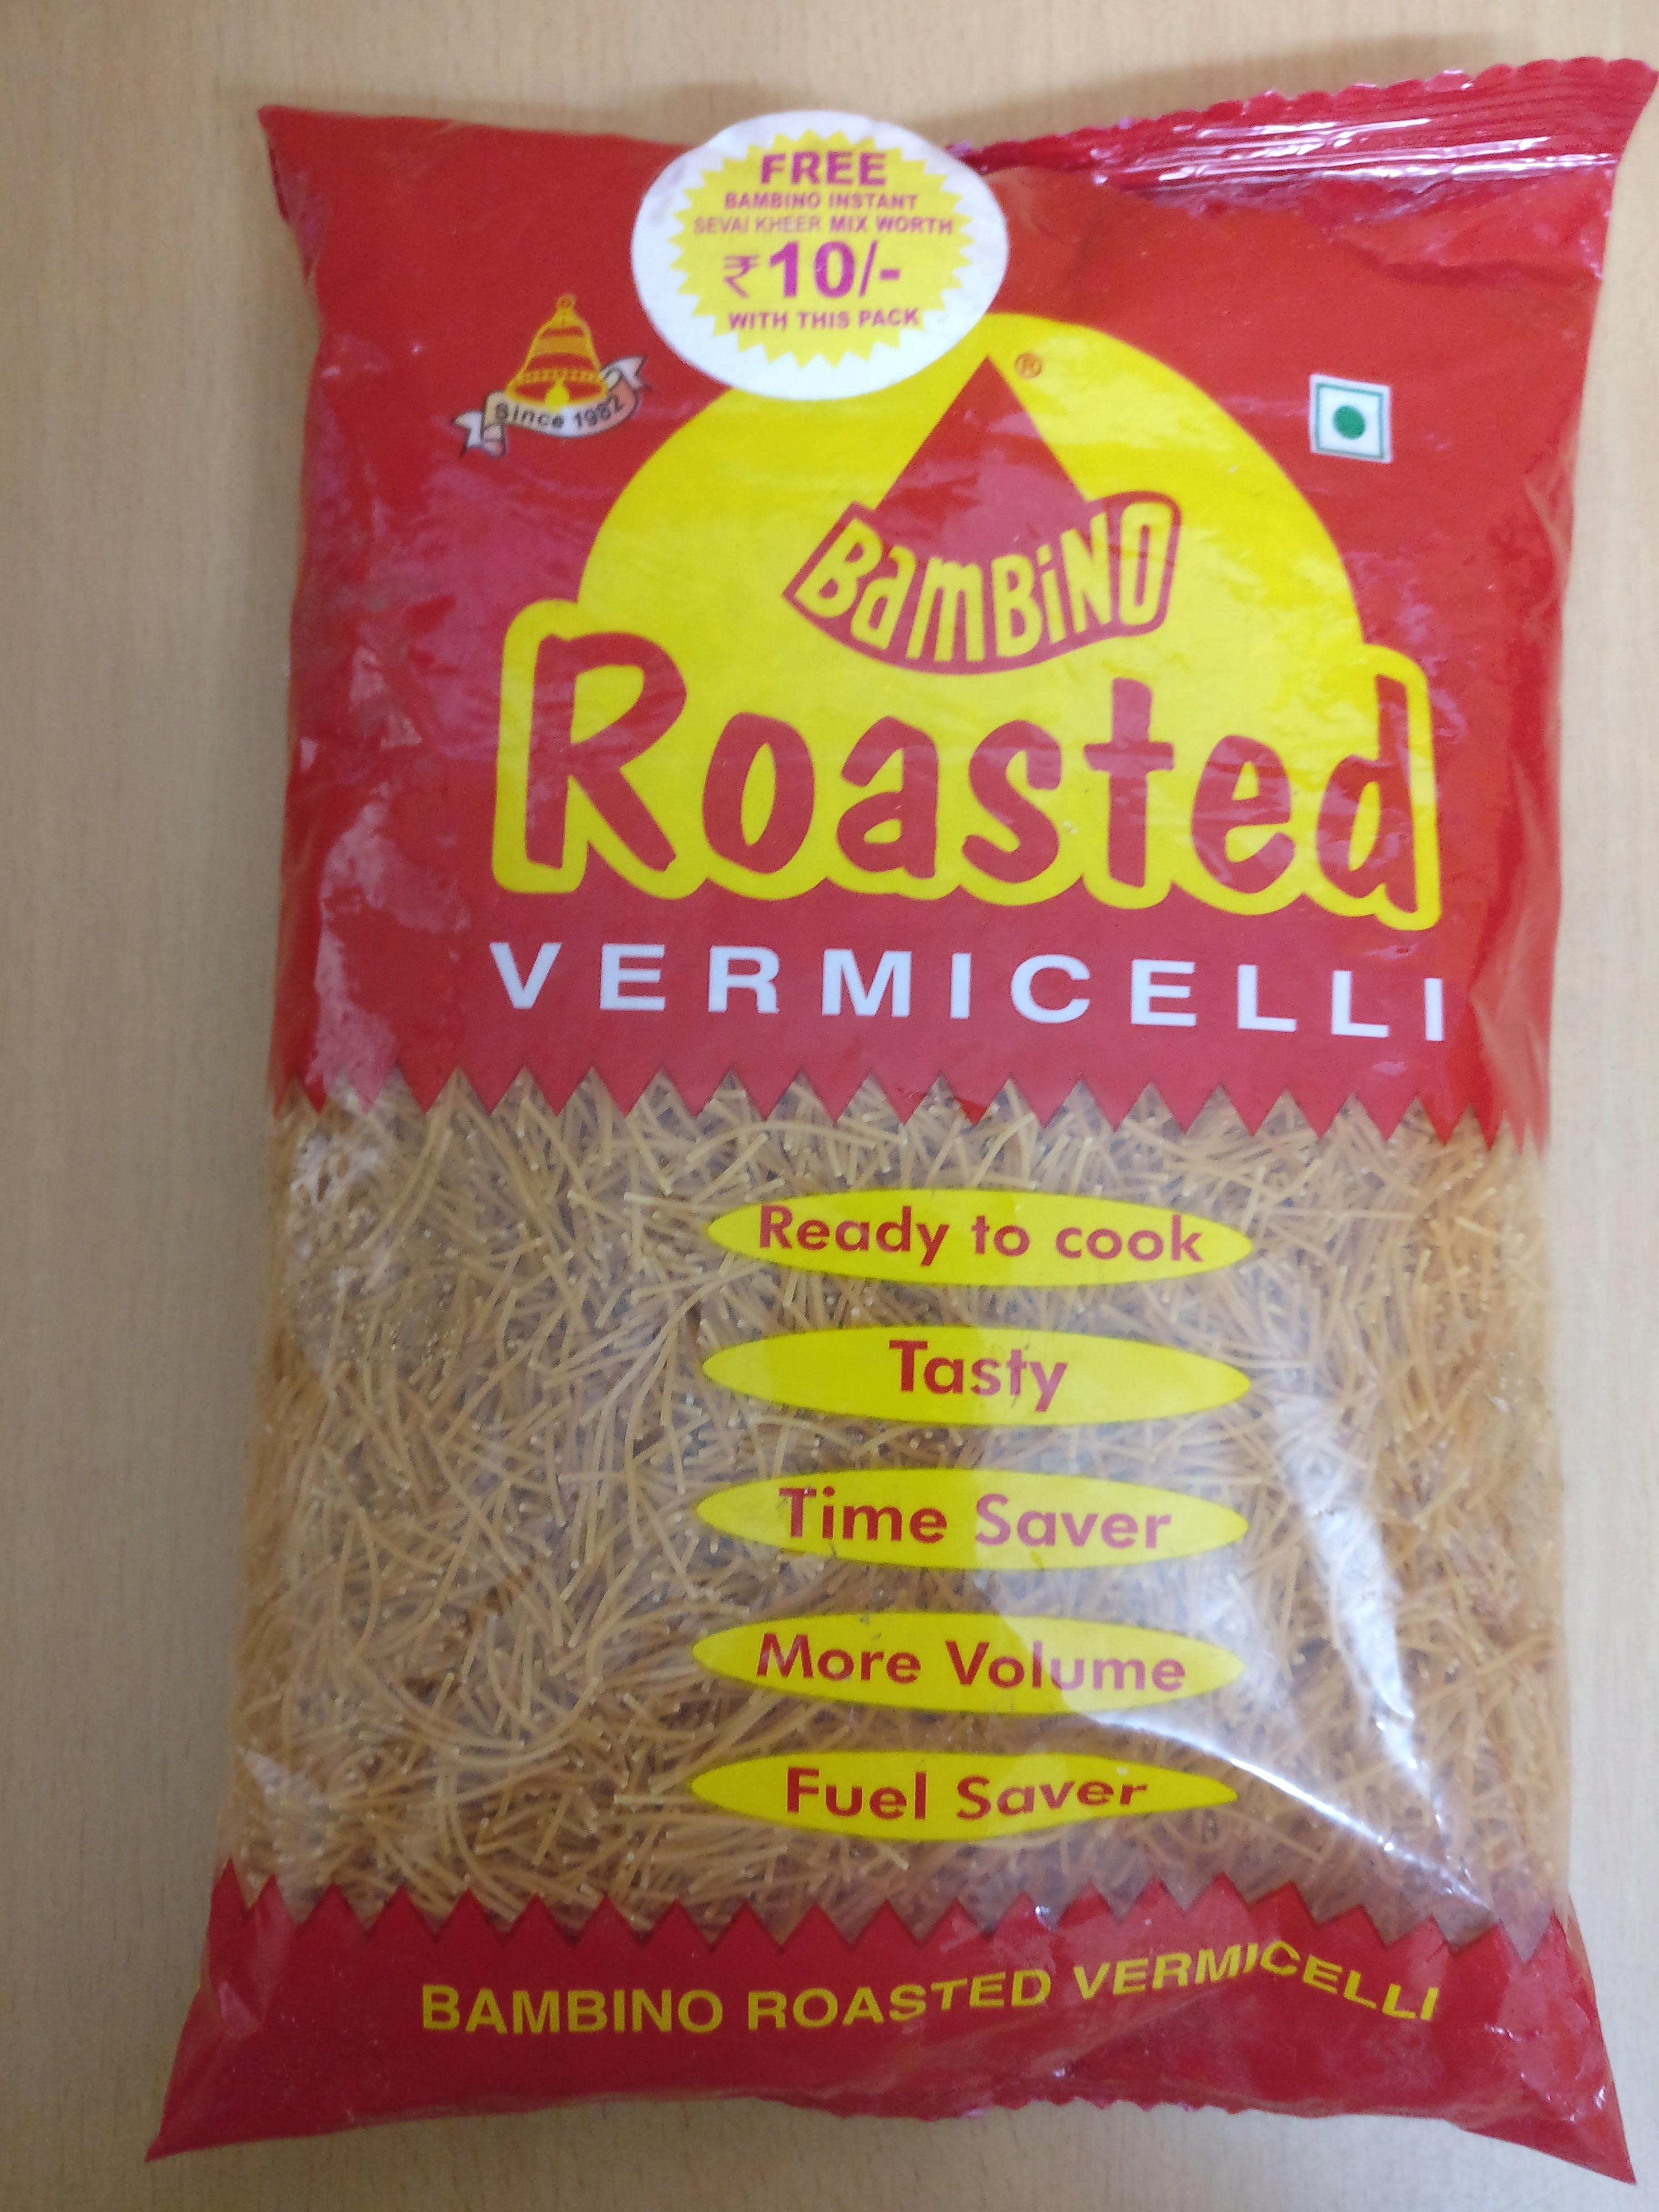 FREE
BAMBINO INSTANT
SEVAI KHEER MIX WORTH
₹10/-
WITH THIS PACK
Since 1982
®
BAMBiNO
Roasted
VERMICELLI
Ready to cook
Tasty
Time Saver
More Volume
Fuel Saver
BAMBINO ROASTED VERMICELLI